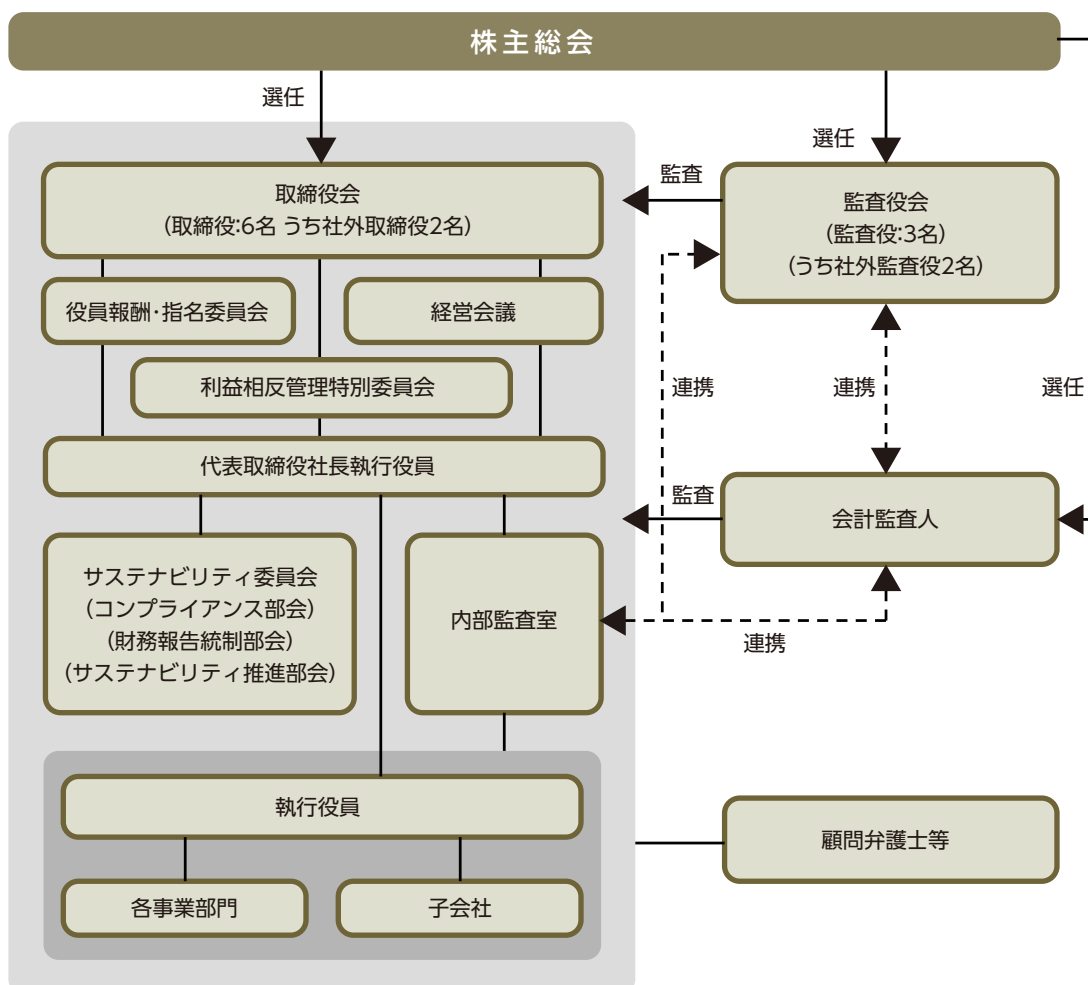 株主総会
選任
選任
取締役会
(取締役:6名 うち社外取締役2名)
監査
監査役会
(監査役:3名)
(うち社外監査役2名)
役員報酬・指名委員会
経営会議
利益相反管理特別委員会
連携
連携
選任
代表取締役社長執行役員
監査
会計監査人
サステナビリティ委員会
(コンプライアンス部会)
(財務報告統制部会)
(サステナビリティ推進部会)
内部監査室
連携
執行役員
顧問弁護士等
各事業部門
子会社